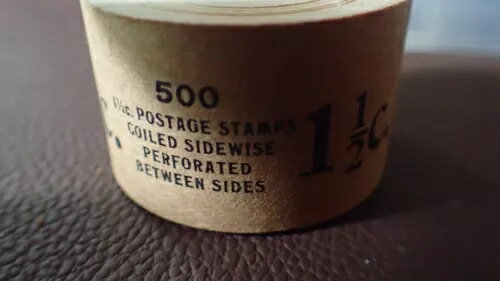 500
1½c. POSTAGE STAMPS
COILED SIDEWISE
PERFORATED
BETWEEN SIDES
1½c.